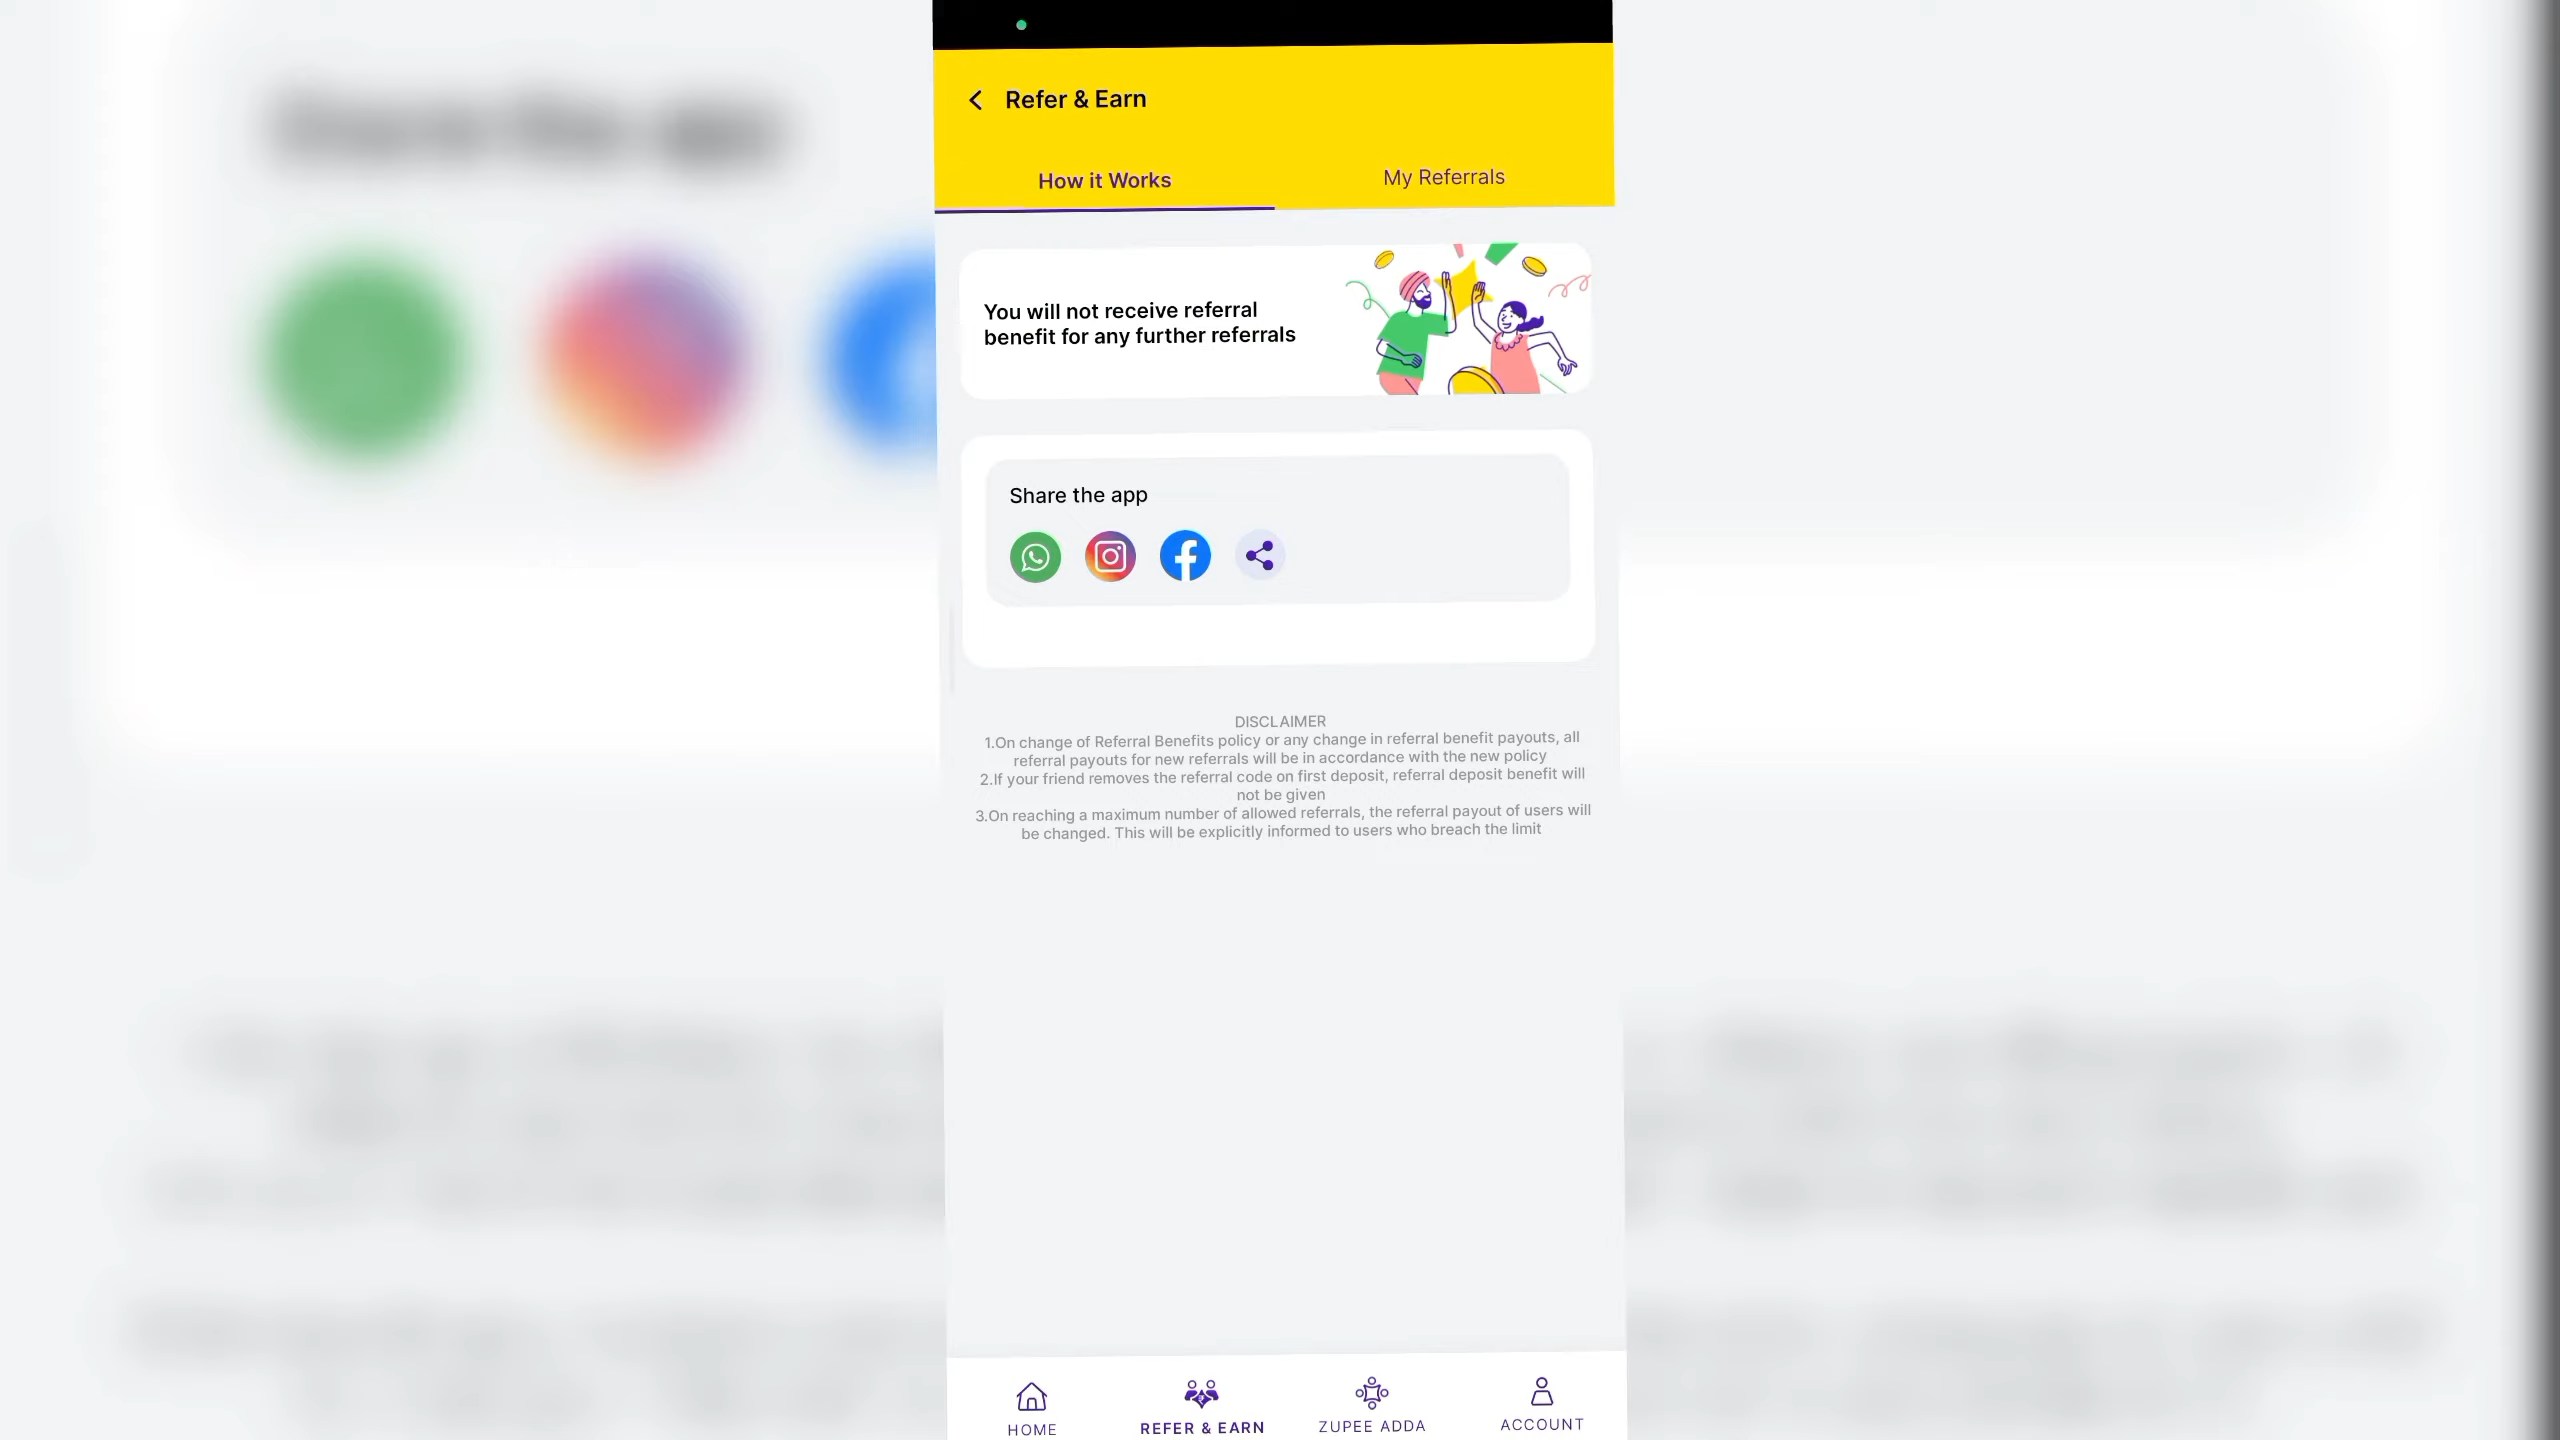 Refer & Earn
How it Works
My Referrals
You will not receive referral
benefit for any further referrals
Share the app
DISCLAIMER
1.On change of Referral Benefits policy or any change in referral benefit payouts, all
referral payouts for new referrals will be in accordance with the new policy
2.If your friend removes the referral code on first deposit, referral deposit benefit will
not be given
3.On reaching a maximum number of allowed referrals, the referral payout of users will
be changed. This will be explicitly informed to users who breach the limit
HOME
REFER & EARN
ZUPEE ADDA
ACCOUNT